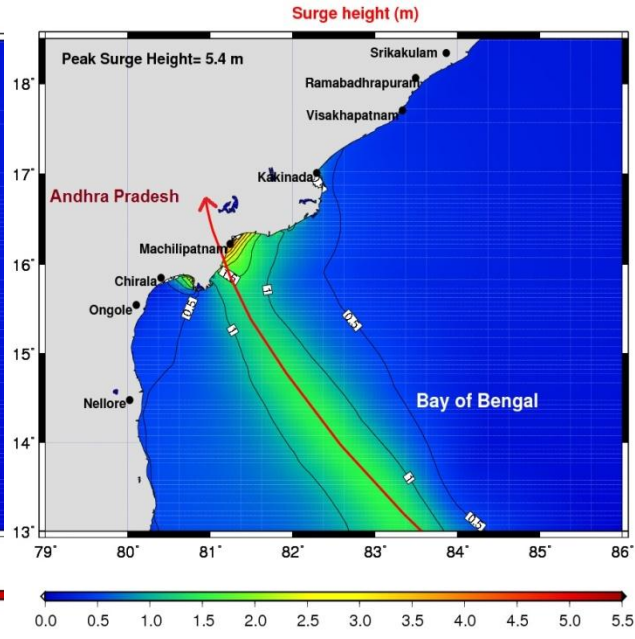 Surge height (m)
Peak Surge Height= 5.4 m
Srikakulam
18˚
Ramabadhrapuram
Visakhapatnam
17˚
Kakinada
Andhra Pradesh
Machilipatnam
16˚
Chirala
1.5
1
0.5
Ongole
0.5
1
15˚
Nellore
Bay of Bengal
14˚
1
0.5
13˚
79˚ 80˚ 81˚ 82˚ 83˚ 84˚ 85˚ 86˚
0.0 0.5 1.0 1.5 2.0 2.5 3.0 3.5 4.0 4.5 5.0 5.5